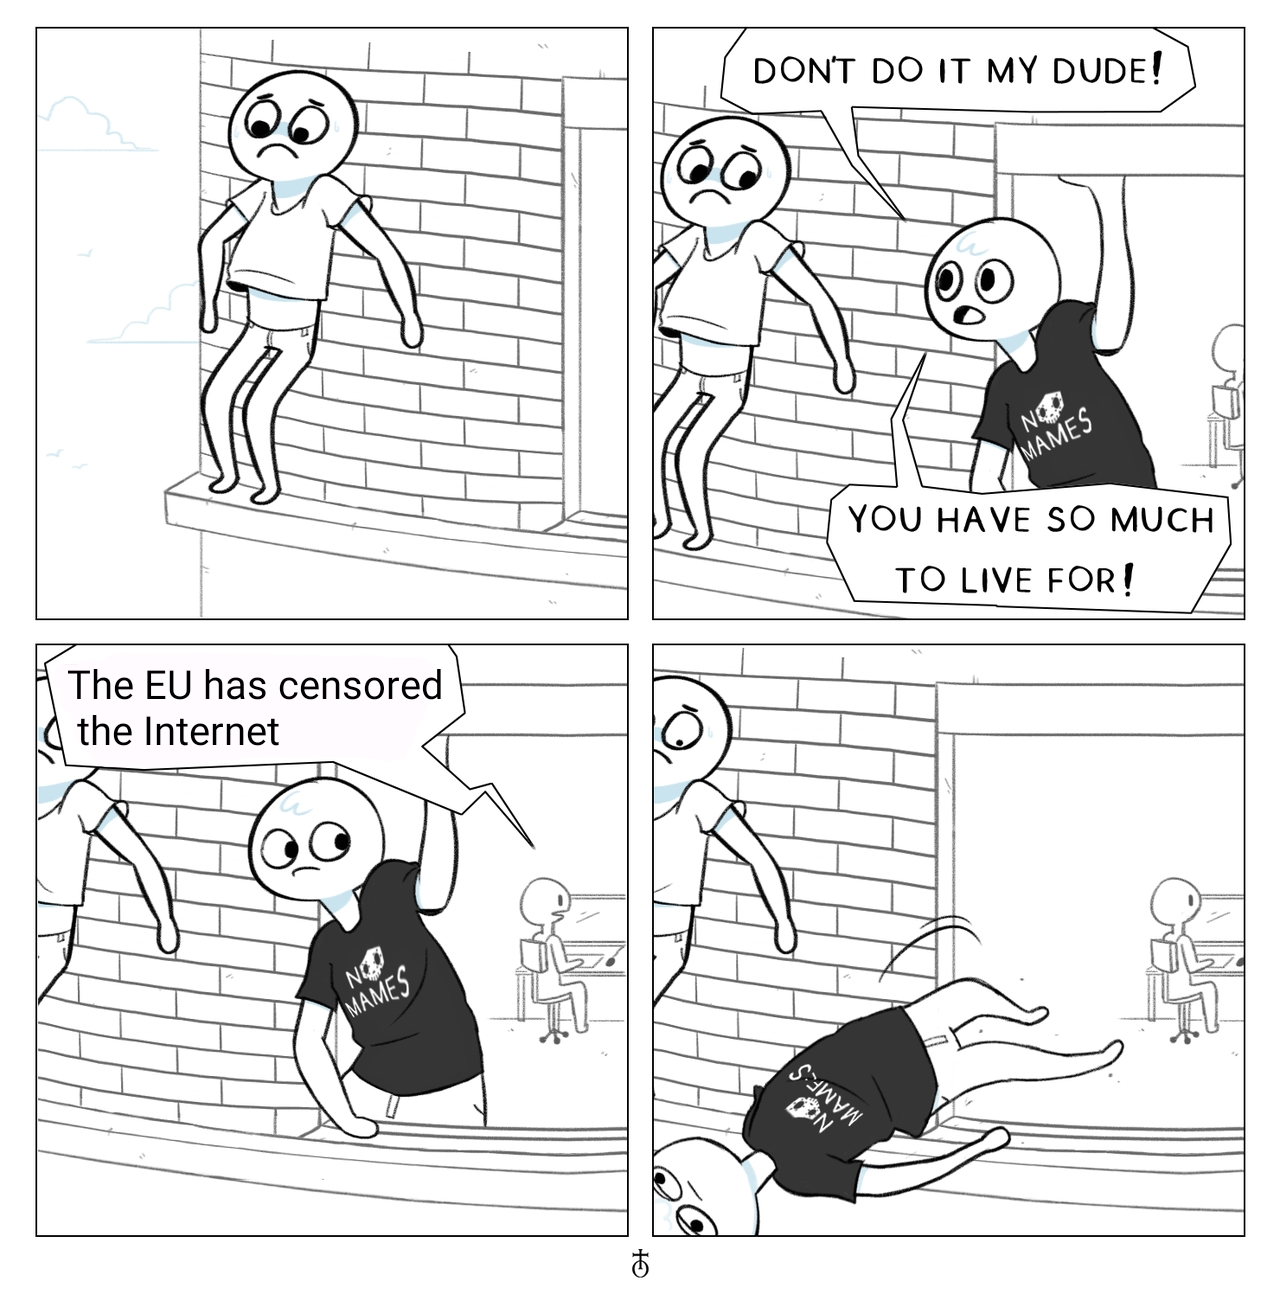 DON'T DO IT MY DUDE!
NO
MAMES
YOU HAVE SO MUCH
TO LIVE FOR!
The EU has censored
the Internet
NO
MAMES
NO
MAMES